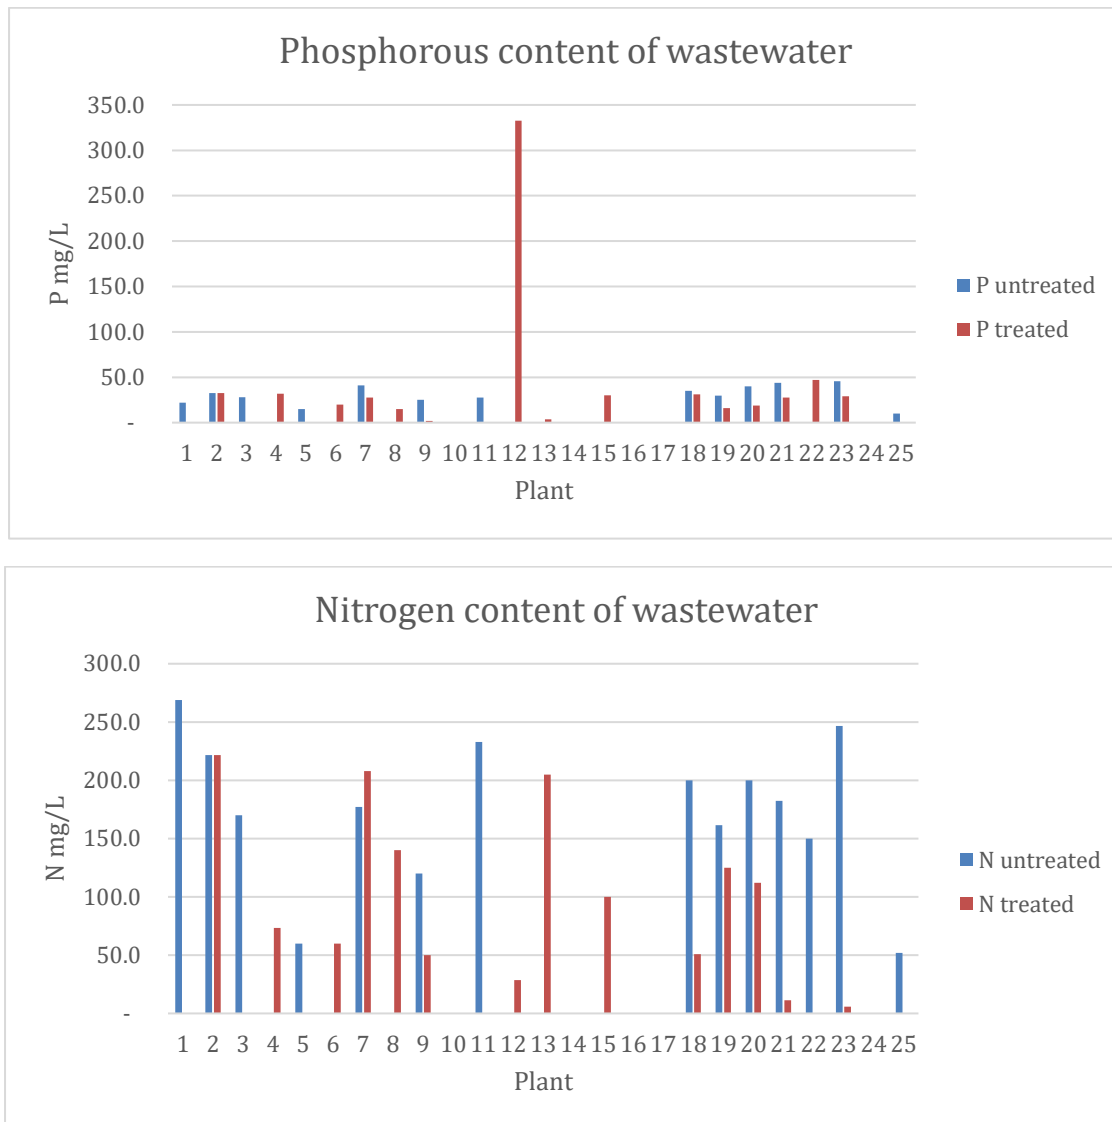 Phosphorous content of wastewater
350.0
300.0
250.0
200.0
150.0
100.0
50.0
-
P mg/L
1 2 3 4 5 6 7 8 9 10 11 12 13 14 15 16 17 18 19 20 21 22 23 24 25
Plant
P untreated
P treated
Nitrogen content of wastewater
300.0
250.0
200.0
150.0
100.0
50.0
-
N mg/L
1 2 3 4 5 6 7 8 9 10 11 12 13 14 15 16 17 18 19 20 21 22 23 24 25
Plant
N untreated
N treated